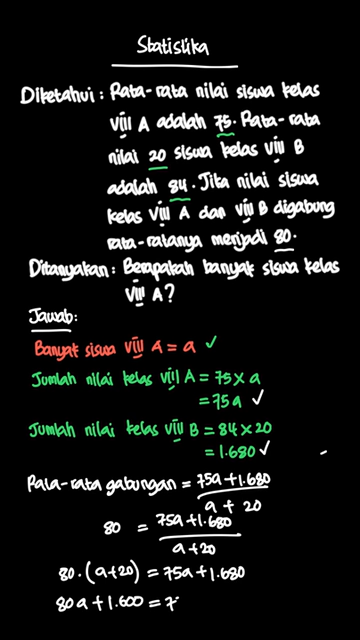 Statistika
Diketahui : Rata-rata nilai siswa kelas
VIII A adalah 75. Rata-rata
nilai 20 siswa kelas VIII B
adalah 84. Jika nilai siswa
kelas VIII A dan VIII B digabung
rata-ratanya menjadi 80.
Ditanyakan : Berapakah banyak siswa kelas
VIII A?
Jawab:
Banyak siswa VIII A = a ✓
Jumlah nilai kelas VIII A = 75 × a
= 75a ✓
Jumlah nilai kelas VIII B = 84 × 20
= 1.680 ✓
Rata-rata gabungan = 75a + 1.680
a + 20
80 = 75a + 1.680
a + 20
80 . (a + 20) = 75a + 1.680
80a + 1.600 = 7